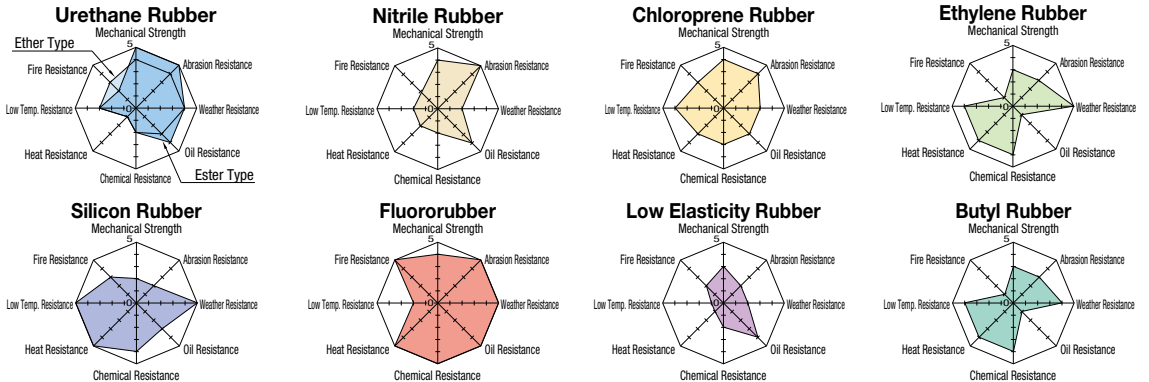 Urethane Rubber
Mechanical Strength
5
Ether Type
Fire Resistance
Abrasion Resistance
Low Temp. Resistance
0
Weather Resistance
Heat Resistance
Oil Resistance
Chemical Resistance
Ester Type
Nitrile Rubber
Mechanical Strength
5
Fire Resistance
Abrasion Resistance
Low Temp. Resistance
0
Weather Resistance
Heat Resistance
Oil Resistance
Chemical Resistance
Chloroprene Rubber
Mechanical Strength
5
Fire Resistance
Abrasion Resistance
Low Temp. Resistance
0
Weather Resistance
Heat Resistance
Oil Resistance
Chemical Resistance
Ethylene Rubber
Mechanical Strength
5
Fire Resistance
Abrasion Resistance
Low Temp. Resistance
0
Weather Resistance
Heat Resistance
Oil Resistance
Chemical Resistance
Silicon Rubber
Mechanical Strength
5
Fire Resistance
Abrasion Resistance
Low Temp. Resistance
0
Weather Resistance
Heat Resistance
Oil Resistance
Chemical Resistance
Fluororubber
Mechanical Strength
5
Fire Resistance
Abrasion Resistance
Low Temp. Resistance
0
Weather Resistance
Heat Resistance
Oil Resistance
Chemical Resistance
Low Elasticity Rubber
Mechanical Strength
5
Fire Resistance
Abrasion Resistance
Low Temp. Resistance
0
Weather Resistance
Heat Resistance
Oil Resistance
Chemical Resistance
Butyl Rubber
Mechanical Strength
5
Fire Resistance
Abrasion Resistance
Low Temp. Resistance
0
Weather Resistance
Heat Resistance
Oil Resistance
Chemical Resistance